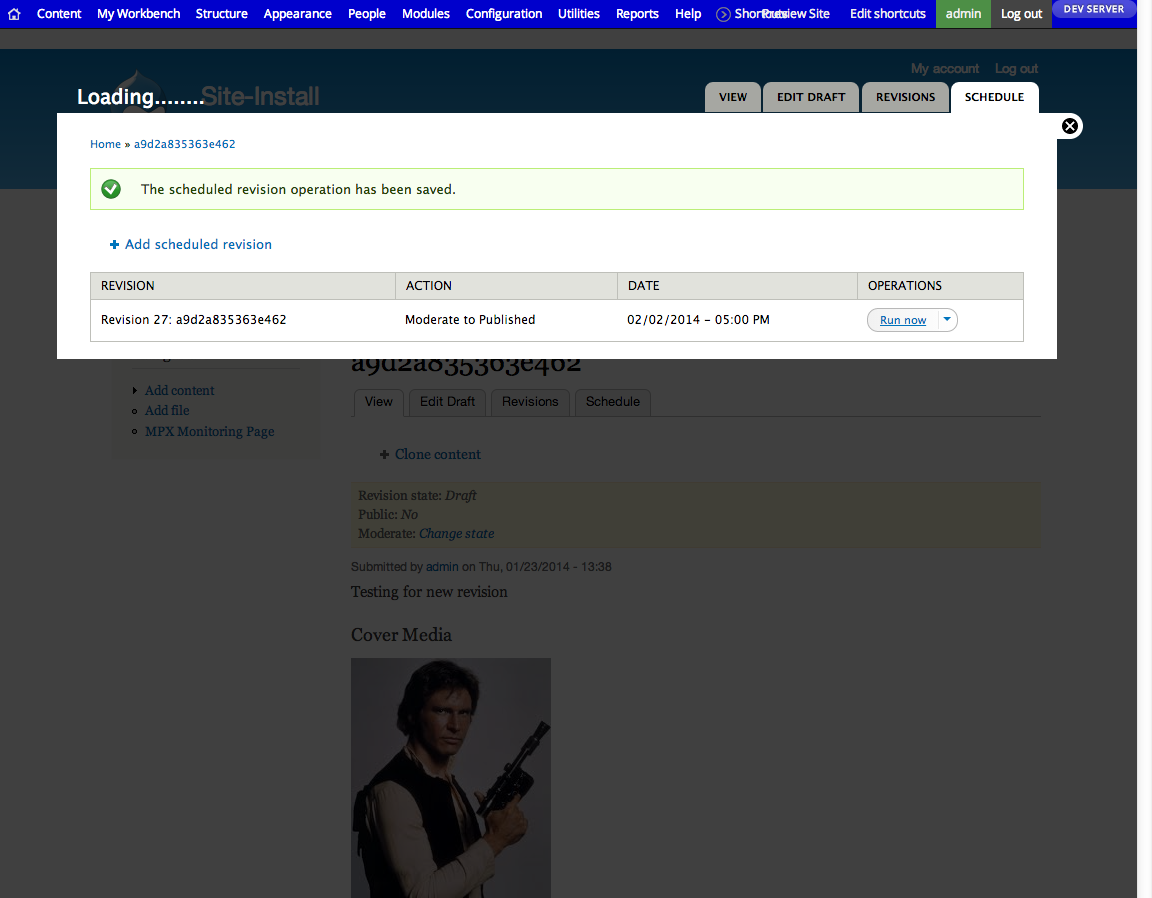 Content My Workbench Structure Appearance People Modules Configuration Utilities Reports Help Shortcuts Preview Site Edit shortcuts admin Log out DEV SERVER
My account Log out
Loading........ Site-Install
VIEW EDIT DRAFT REVISIONS SCHEDULE
Home » a9d2a835363e462
The scheduled revision operation has been saved.
Add scheduled revision
REVISION ACTION DATE OPERATIONS
Revision 27: a9d2a835363e462 Moderate to Published 02/02/2014 – 05:00 PM Run now
a9d2a835363e462
Add content
Add file
MPX Monitoring Page
View Edit Draft Revisions Schedule
Clone content
Revision state: Draft
Public: No
Moderate: Change state
Submitted by admin on Thu, 01/23/2014 - 13:38
Testing for new revision
Cover Media